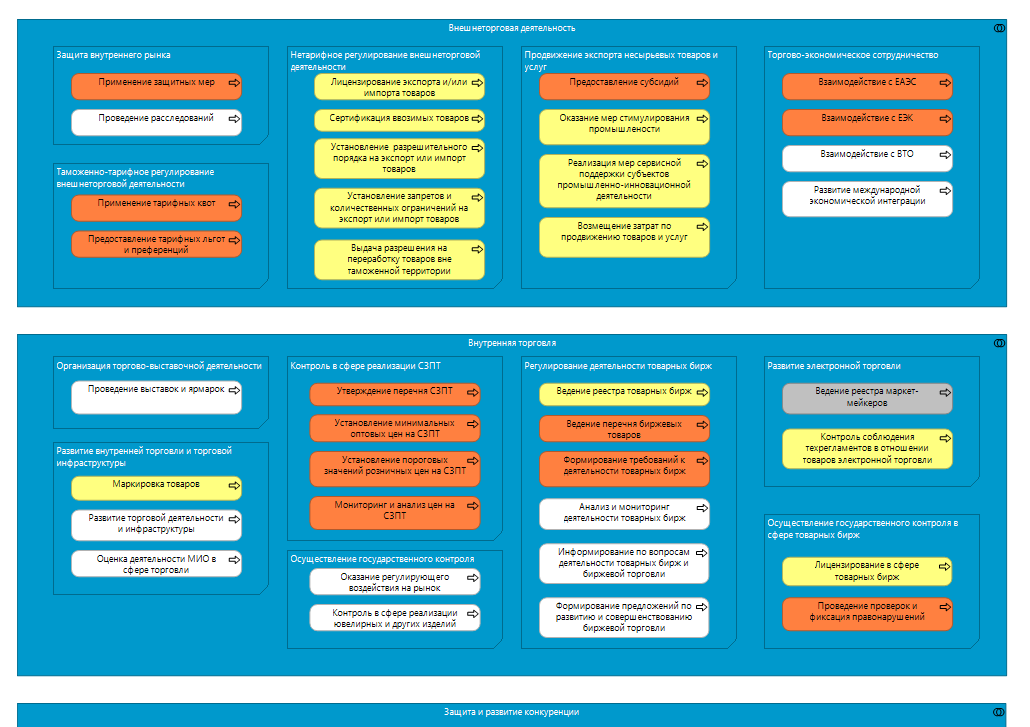 Внешнеторговая деятельность
Защита внутреннего рынка
Применение защитных мер
Проведение расследований
Таможенно-тарифное регулирование
внешнеторговой деятельности
Применение тарифных квот
Предоставление тарифных льгот
и преференций
Нетарифное регулирование внешнеторговой
деятельности
Лицензирование экспорта и/или
импорта товаров
Сертификация ввозимых товаров
Установление разрешительного
порядка на экспорт или импорт
товаров
Установление запретов и
количественных ограничений на
экспорт или импорт товаров
Выдача разрешения на
переработку товаров вне
таможенной территории
Продвижение экспорта несырьевых товаров и
услуг
Предоставление субсидий
Оказание мер стимулирования
промышлености
Реализация мер сервисной
поддержки субъектов
промышленно-инновационной
деятельности
Возмещение затрат по
продвижению товаров и услуг
Торгово-экономическое сотрудничество
Взаимодействие с ЕАЭС
Взаимодействие с ЕЭК
Взаимодействие с ВТО
Развитие международной
экономической интеграции
Внутренняя торговля
Организация торгово-выставочной деятельности
Проведение выставок и ярмарок
Развитие внутренней торговли и торговой
инфраструктуры
Маркировка товаров
Развитие торговой деятельности
и инфраструктуры
Оценка деятельности МИО в
сфере торговли
Контроль в сфере реализации СЗПТ
Утверждение перечня СЗПТ
Установление минимальных
оптовых цен на СЗПТ
Установление пороговых
значений розничных цен на СЗПТ
Мониторинг и анализ цен на
СЗПТ
Осуществление государственного контроля
Оказание регулирующего
воздействия на рынок
Контроль в сфере реализации
ювелирных и других изделий
Регулирование деятельности товарных бирж
Ведение реестра товарных бирж
Ведение перечня биржевых
товаров
Формирование требований к
деятельности товарных бирж
Анализ и мониторинг
деятельности товарных бирж
Информирование по вопросам
деятельности товарных бирж и
биржевой торговли
Формирование предложений по
развитию и совершенствованию
биржевой торговли
Развитие электронной торговли
Ведение реестра маркет-
мейкеров
Контроль соблюдения
техрегламентов в отношении
товаров электронной торговли
Осуществление государственного контроля в
сфере товарных бирж
Лицензирование в сфере
товарных бирж
Проведение проверок и
фиксация правонарушений
Защита и развитие конкуренции